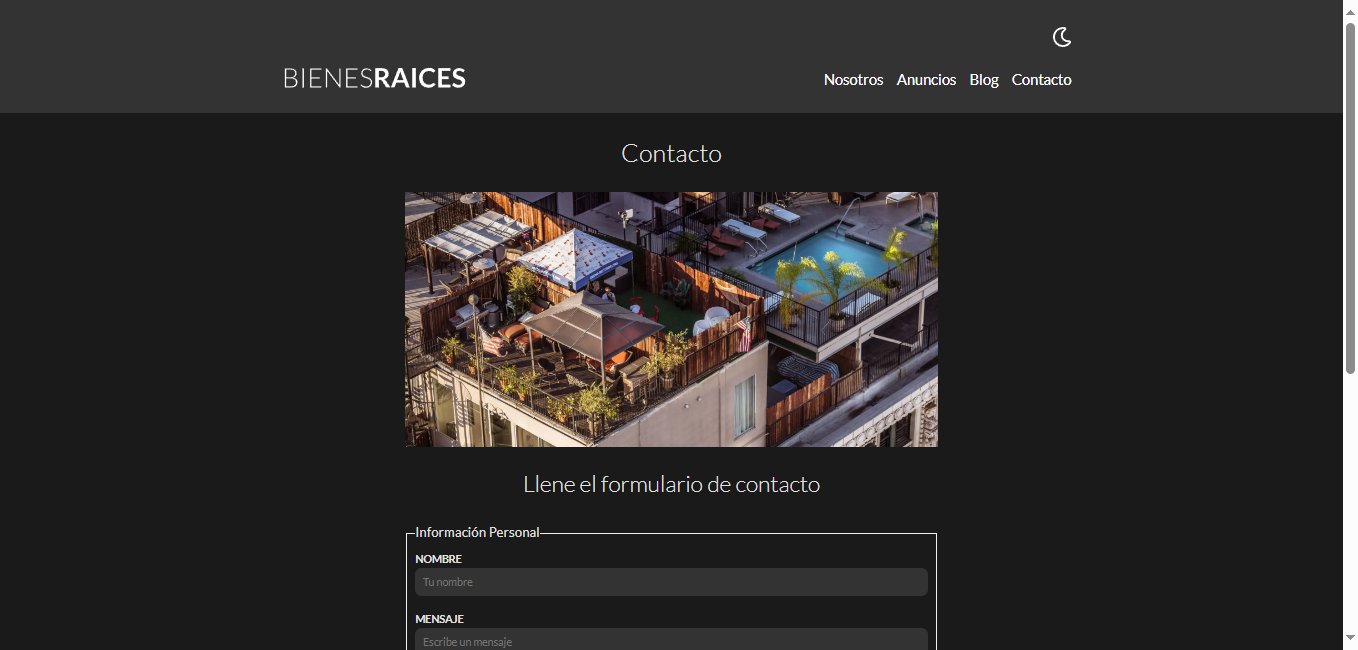 BIENESRAICES
Nosotros Anuncios Blog Contacto
Contacto
Llene el formulario de contacto
Información Personal
NOMBRE
Tu nombre
MENSAJE
Escribe un mensaje